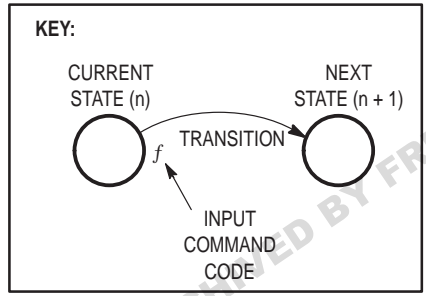 KEY:
CURRENT
STATE (n)
NEXT
STATE (n + 1)
TRANSITION
f
INPUT
COMMAND
CODE